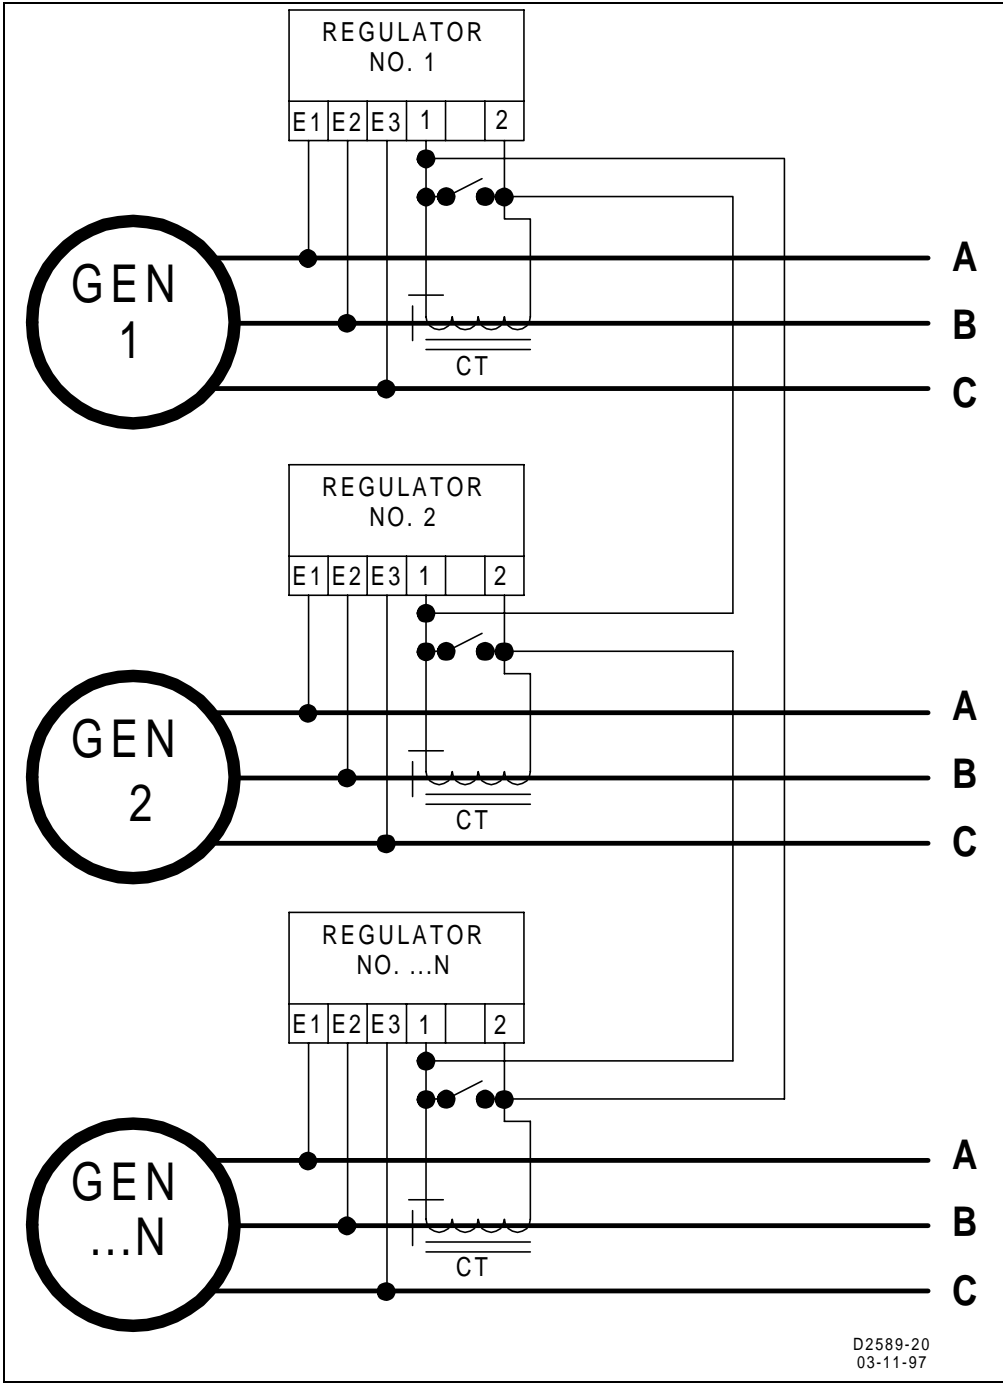 REGULATOR
NO. 1
E1 E2 E3 1 2
GEN
1
A
B
CT
C
REGULATOR
NO. 2
E1 E2 E3 1 2
GEN
2
A
B
CT
C
REGULATOR
NO. ...N
E1 E2 E3 1 2
GEN
...N
A
B
CT
C
D2589-20
03-11-97